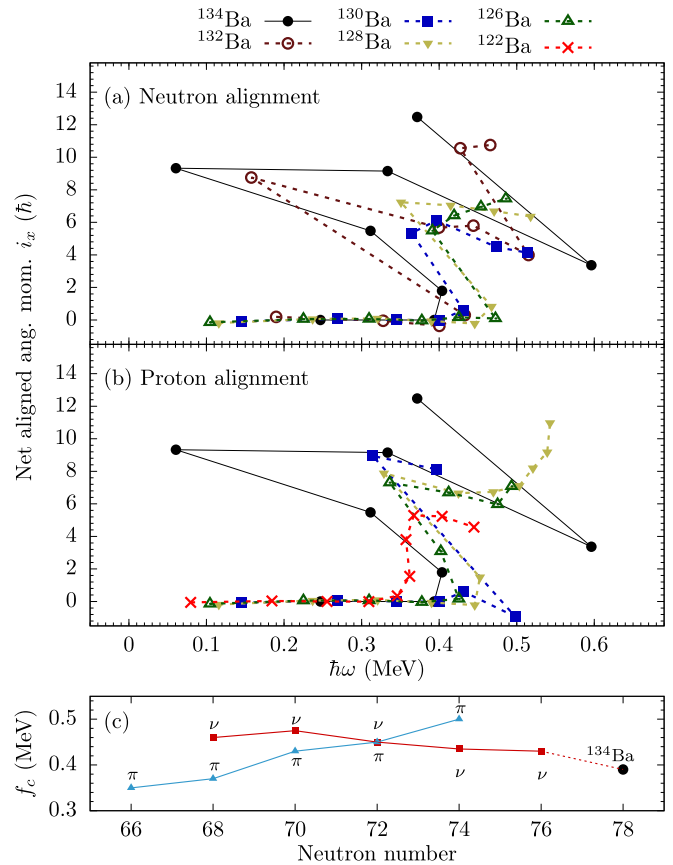 ¹³⁴Ba ¹³⁰Ba ¹²⁶Ba
¹³²Ba ¹²⁸Ba ¹²²Ba
(a) Neutron alignment
14
12
10
8
6
4
2
0
Net aligned ang. mom. iₓ (ħ)
(b) Proton alignment
14
12
10
8
6
4
2
0
0 0.1 0.2 0.3 0.4 0.5 0.6
ħω (MeV)
(c)
f_c (MeV)
0.5
0.4
0.3
ν ν ν π
π π π π ν ν
¹³⁴Ba
66 68 70 72 74 76 78
Neutron number